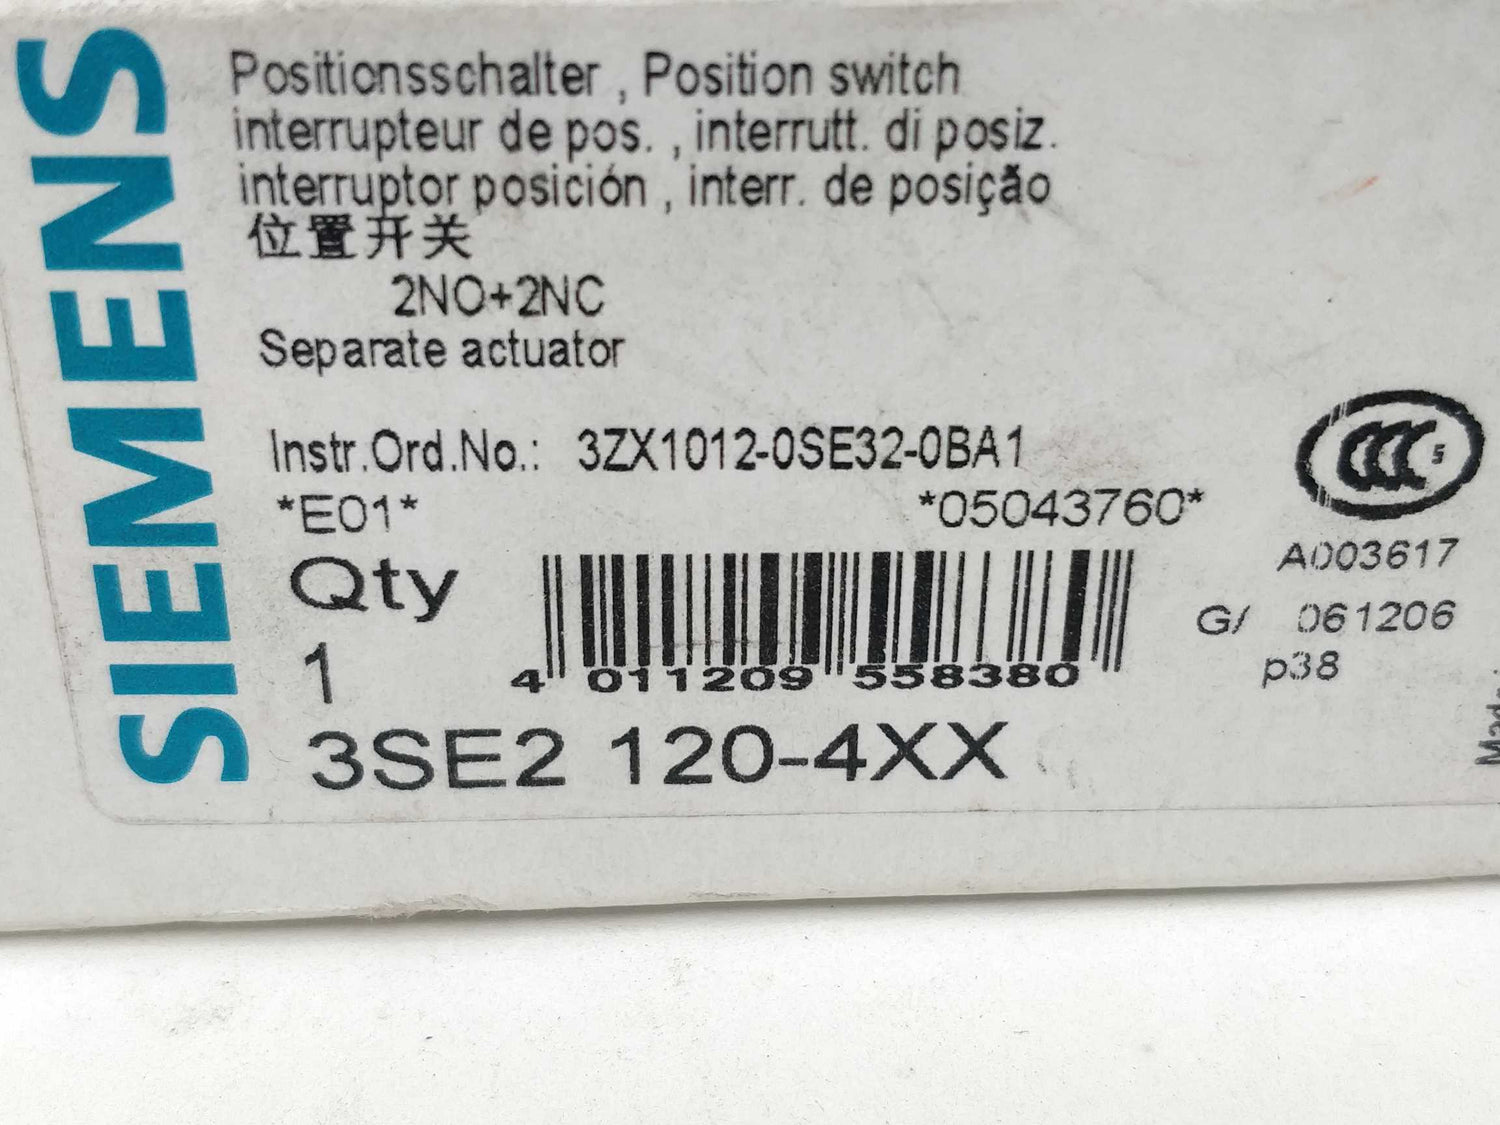 SIEMENS
Positionsschalter , Position switch
interrupteur de pos. , interrutt. di posiz.
interruptor posición , interr. de posição
位置开关
2NO+2NC
Separate actuator
Instr.Ord.No.: 3ZX1012-0SE32-0BA1
*E01* *05043760*
CCC S
A003617
Qty
1
4 011209 558380
G/ 061206
p38
3SE2 120-4XX
Made